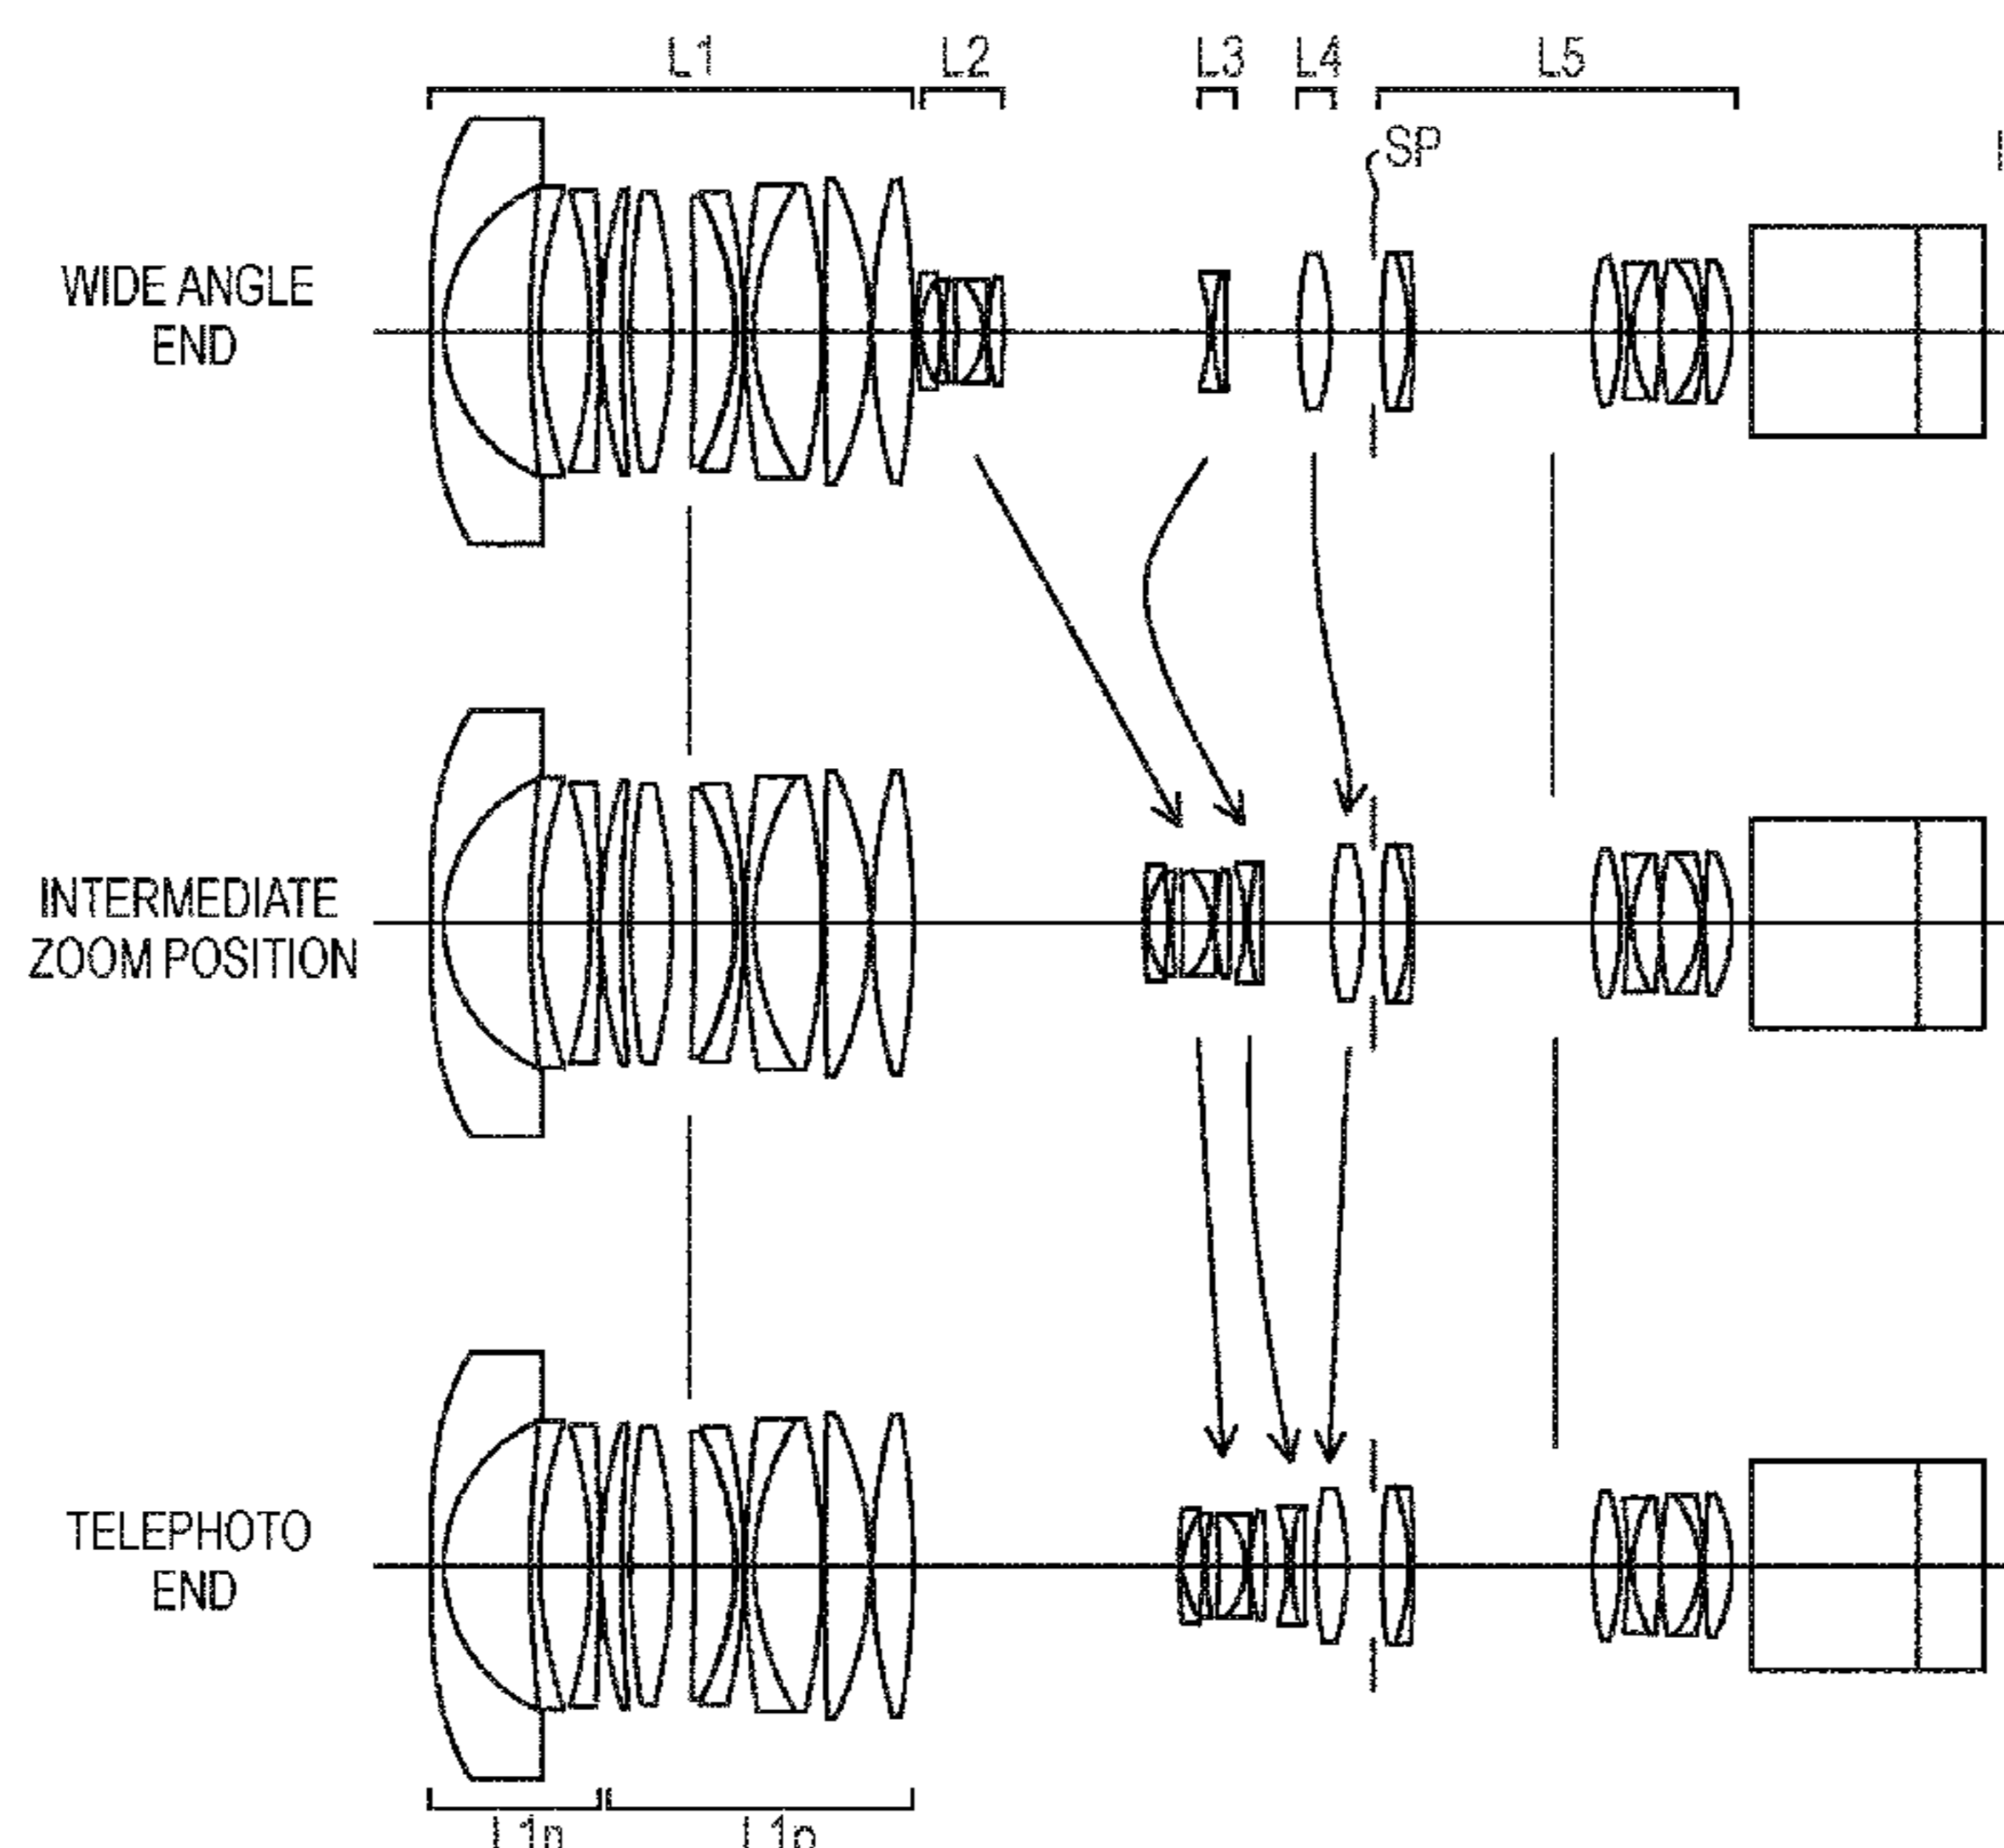 L1 L2 L3 L4 L5
SP
WIDE ANGLE
END
INTERMEDIATE
ZOOM POSITION
TELEPHOTO
END